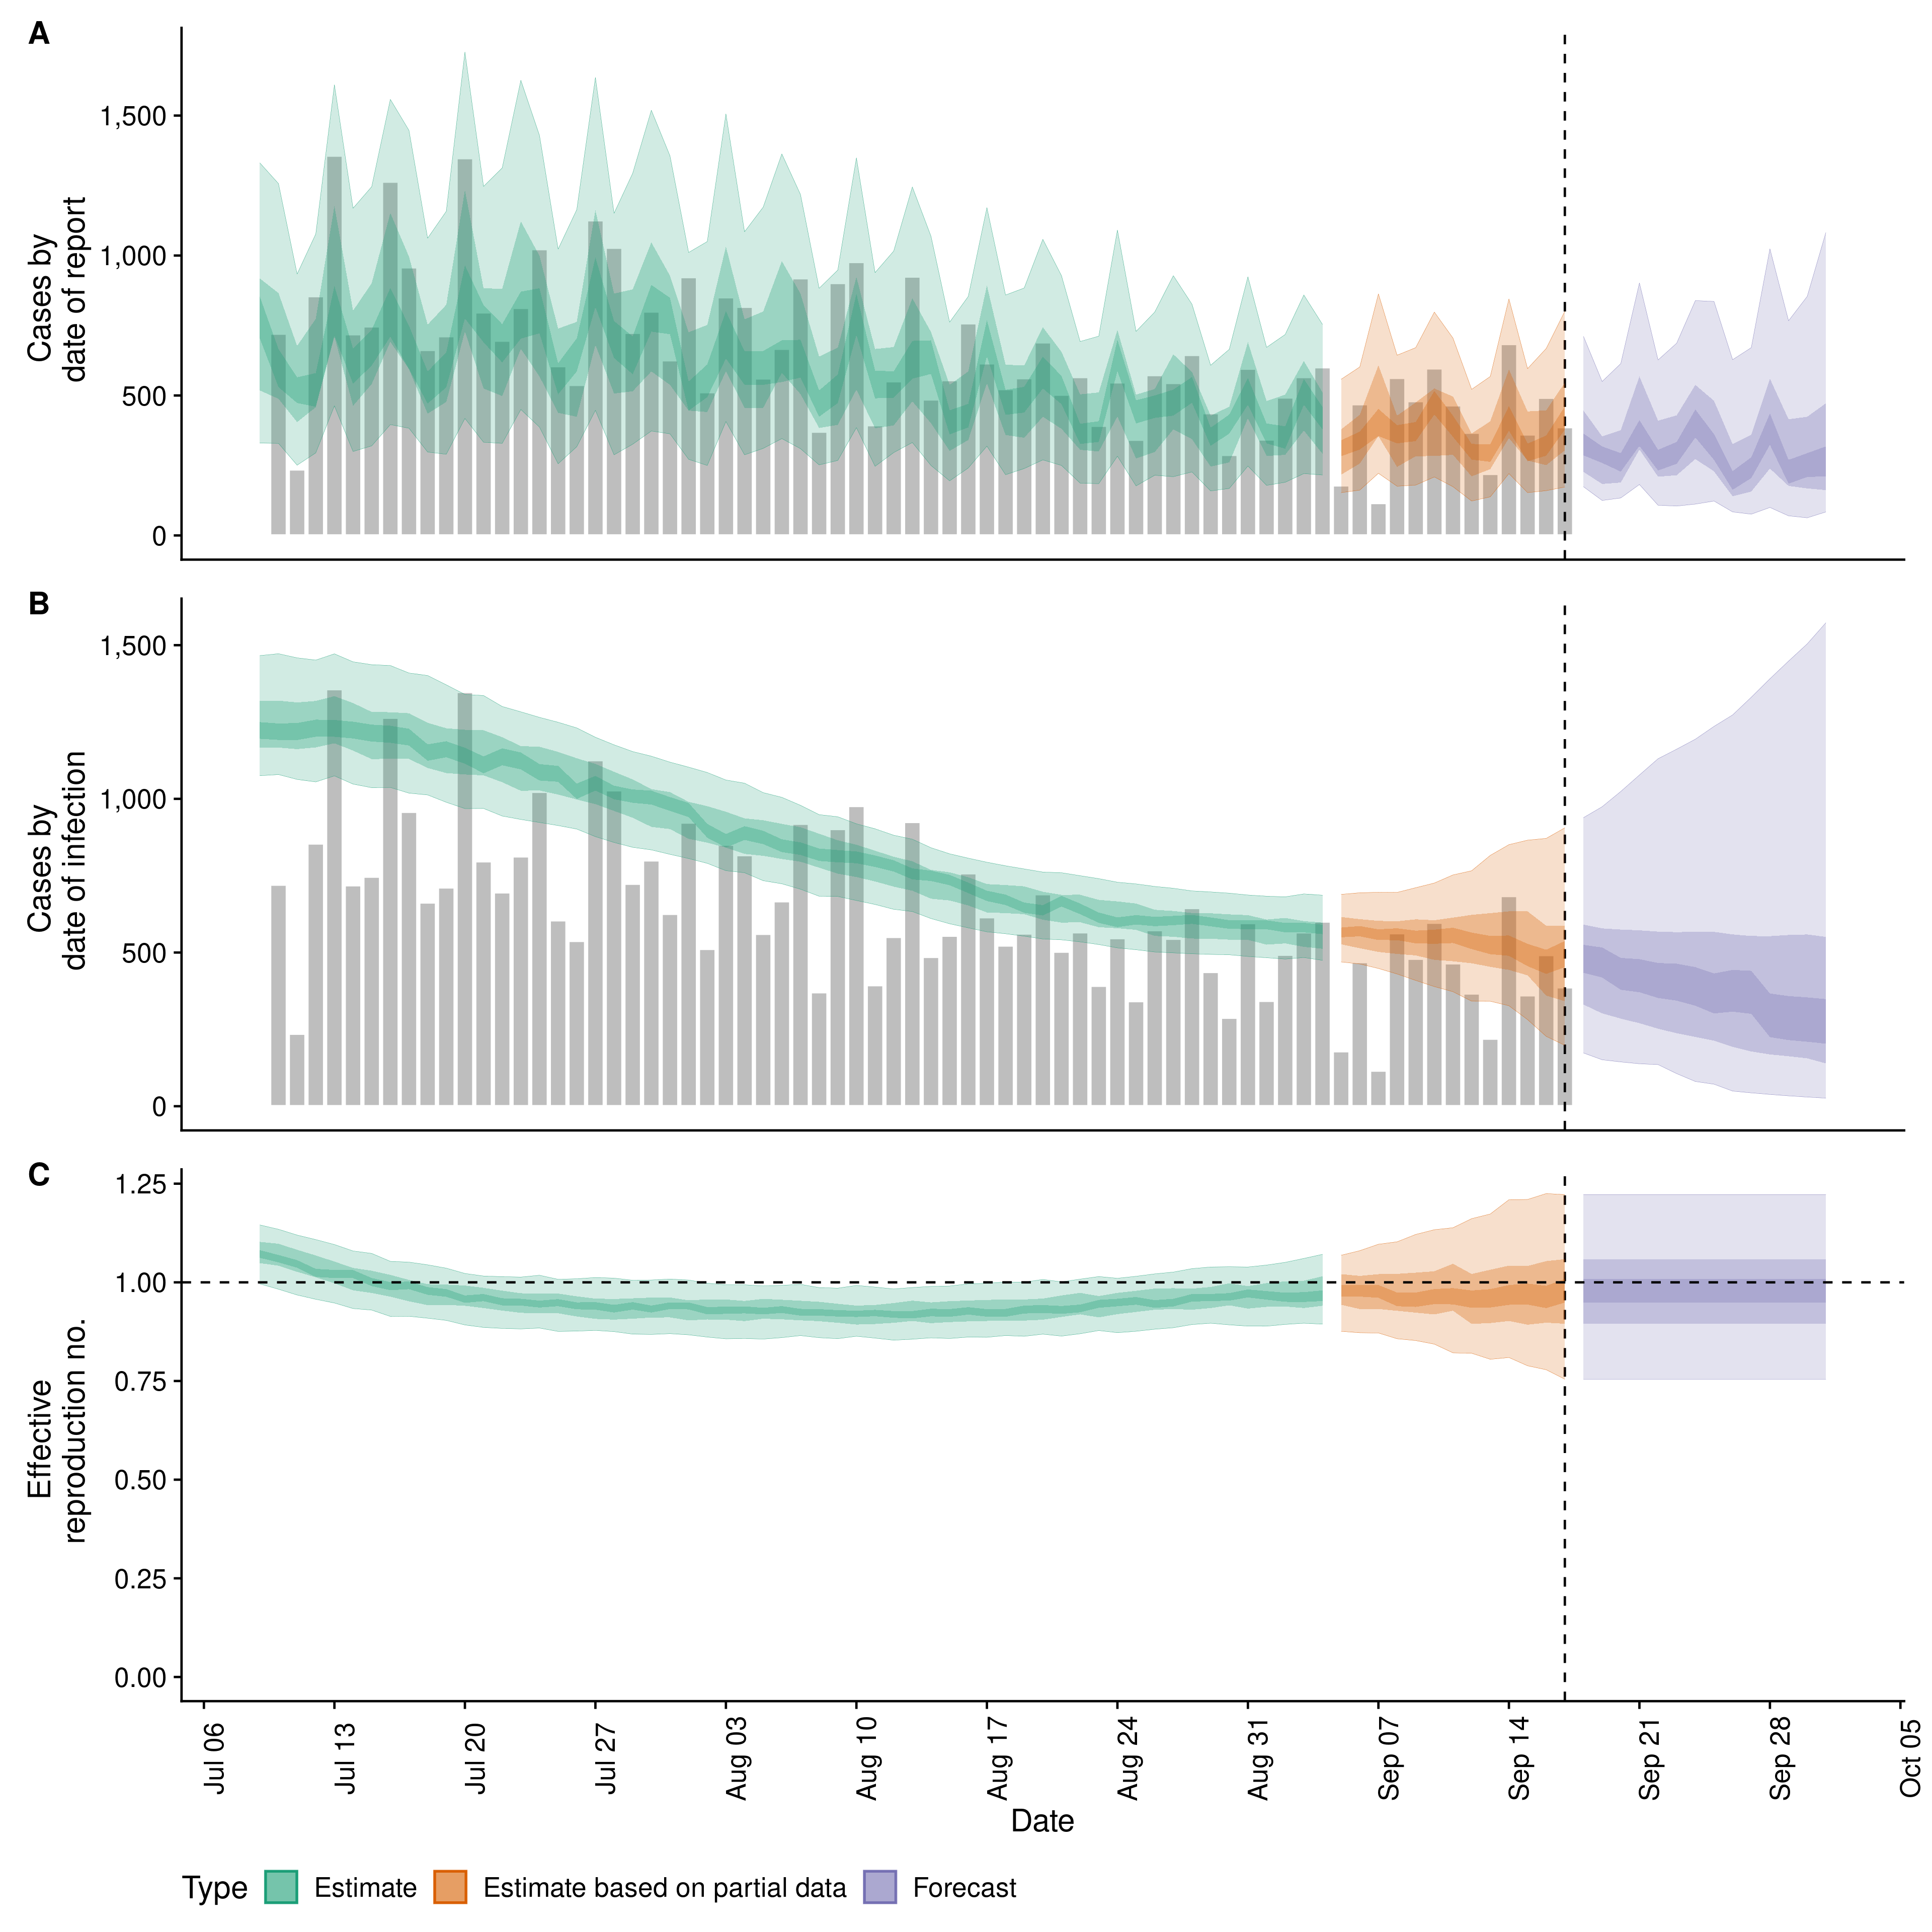 A
Cases by
date of report
1,500
1,000
500
0
B
Cases by
date of infection
1,500
1,000
500
0
C
Effective
reproduction no.
1.25
1.00
0.75
0.50
0.25
0.00
Jul 06
Jul 13
Jul 20
Jul 27
Aug 03
Aug 10
Aug 17
Aug 24
Aug 31
Sep 07
Sep 14
Sep 21
Sep 28
Oct 05
Date
Type
Estimate
Estimate based on partial data
Forecast